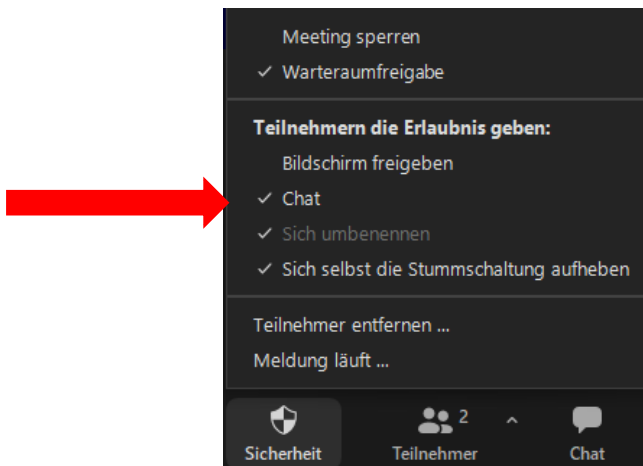 Meeting sperren
✓ Warteraumfreigabe
Teilnehmern die Erlaubnis geben:
Bildschirm freigeben
✓ Chat
✓ Sich umbenennen
✓ Sich selbst die Stummschaltung aufheben
Teilnehmer entfernen ...
Meldung läuft ...
2
Sicherheit Teilnehmer Chat